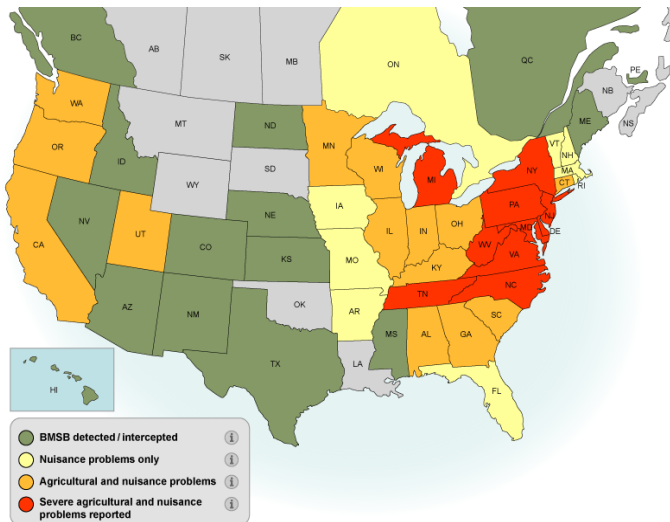 BC
AB
SK
MB
ON
QC
PE
NB
NS
WA
MT
ND
MN
ME
VT
NH
OR
ID
SD
WI
NY
MA
CT
RI
WY
MI
IA
PA
NJ
NE
NV
UT
IL
IN
OH
MD
DE
CO
WV
VA
CA
KS
MO
KY
NC
TN
AZ
NM
OK
AR
SC
MS
AL
GA
TX
LA
HI
FL
BMSB detected / intercepted i
Nuisance problems only i
Agricultural and nuisance problems i
Severe agricultural and nuisance
problems reported i